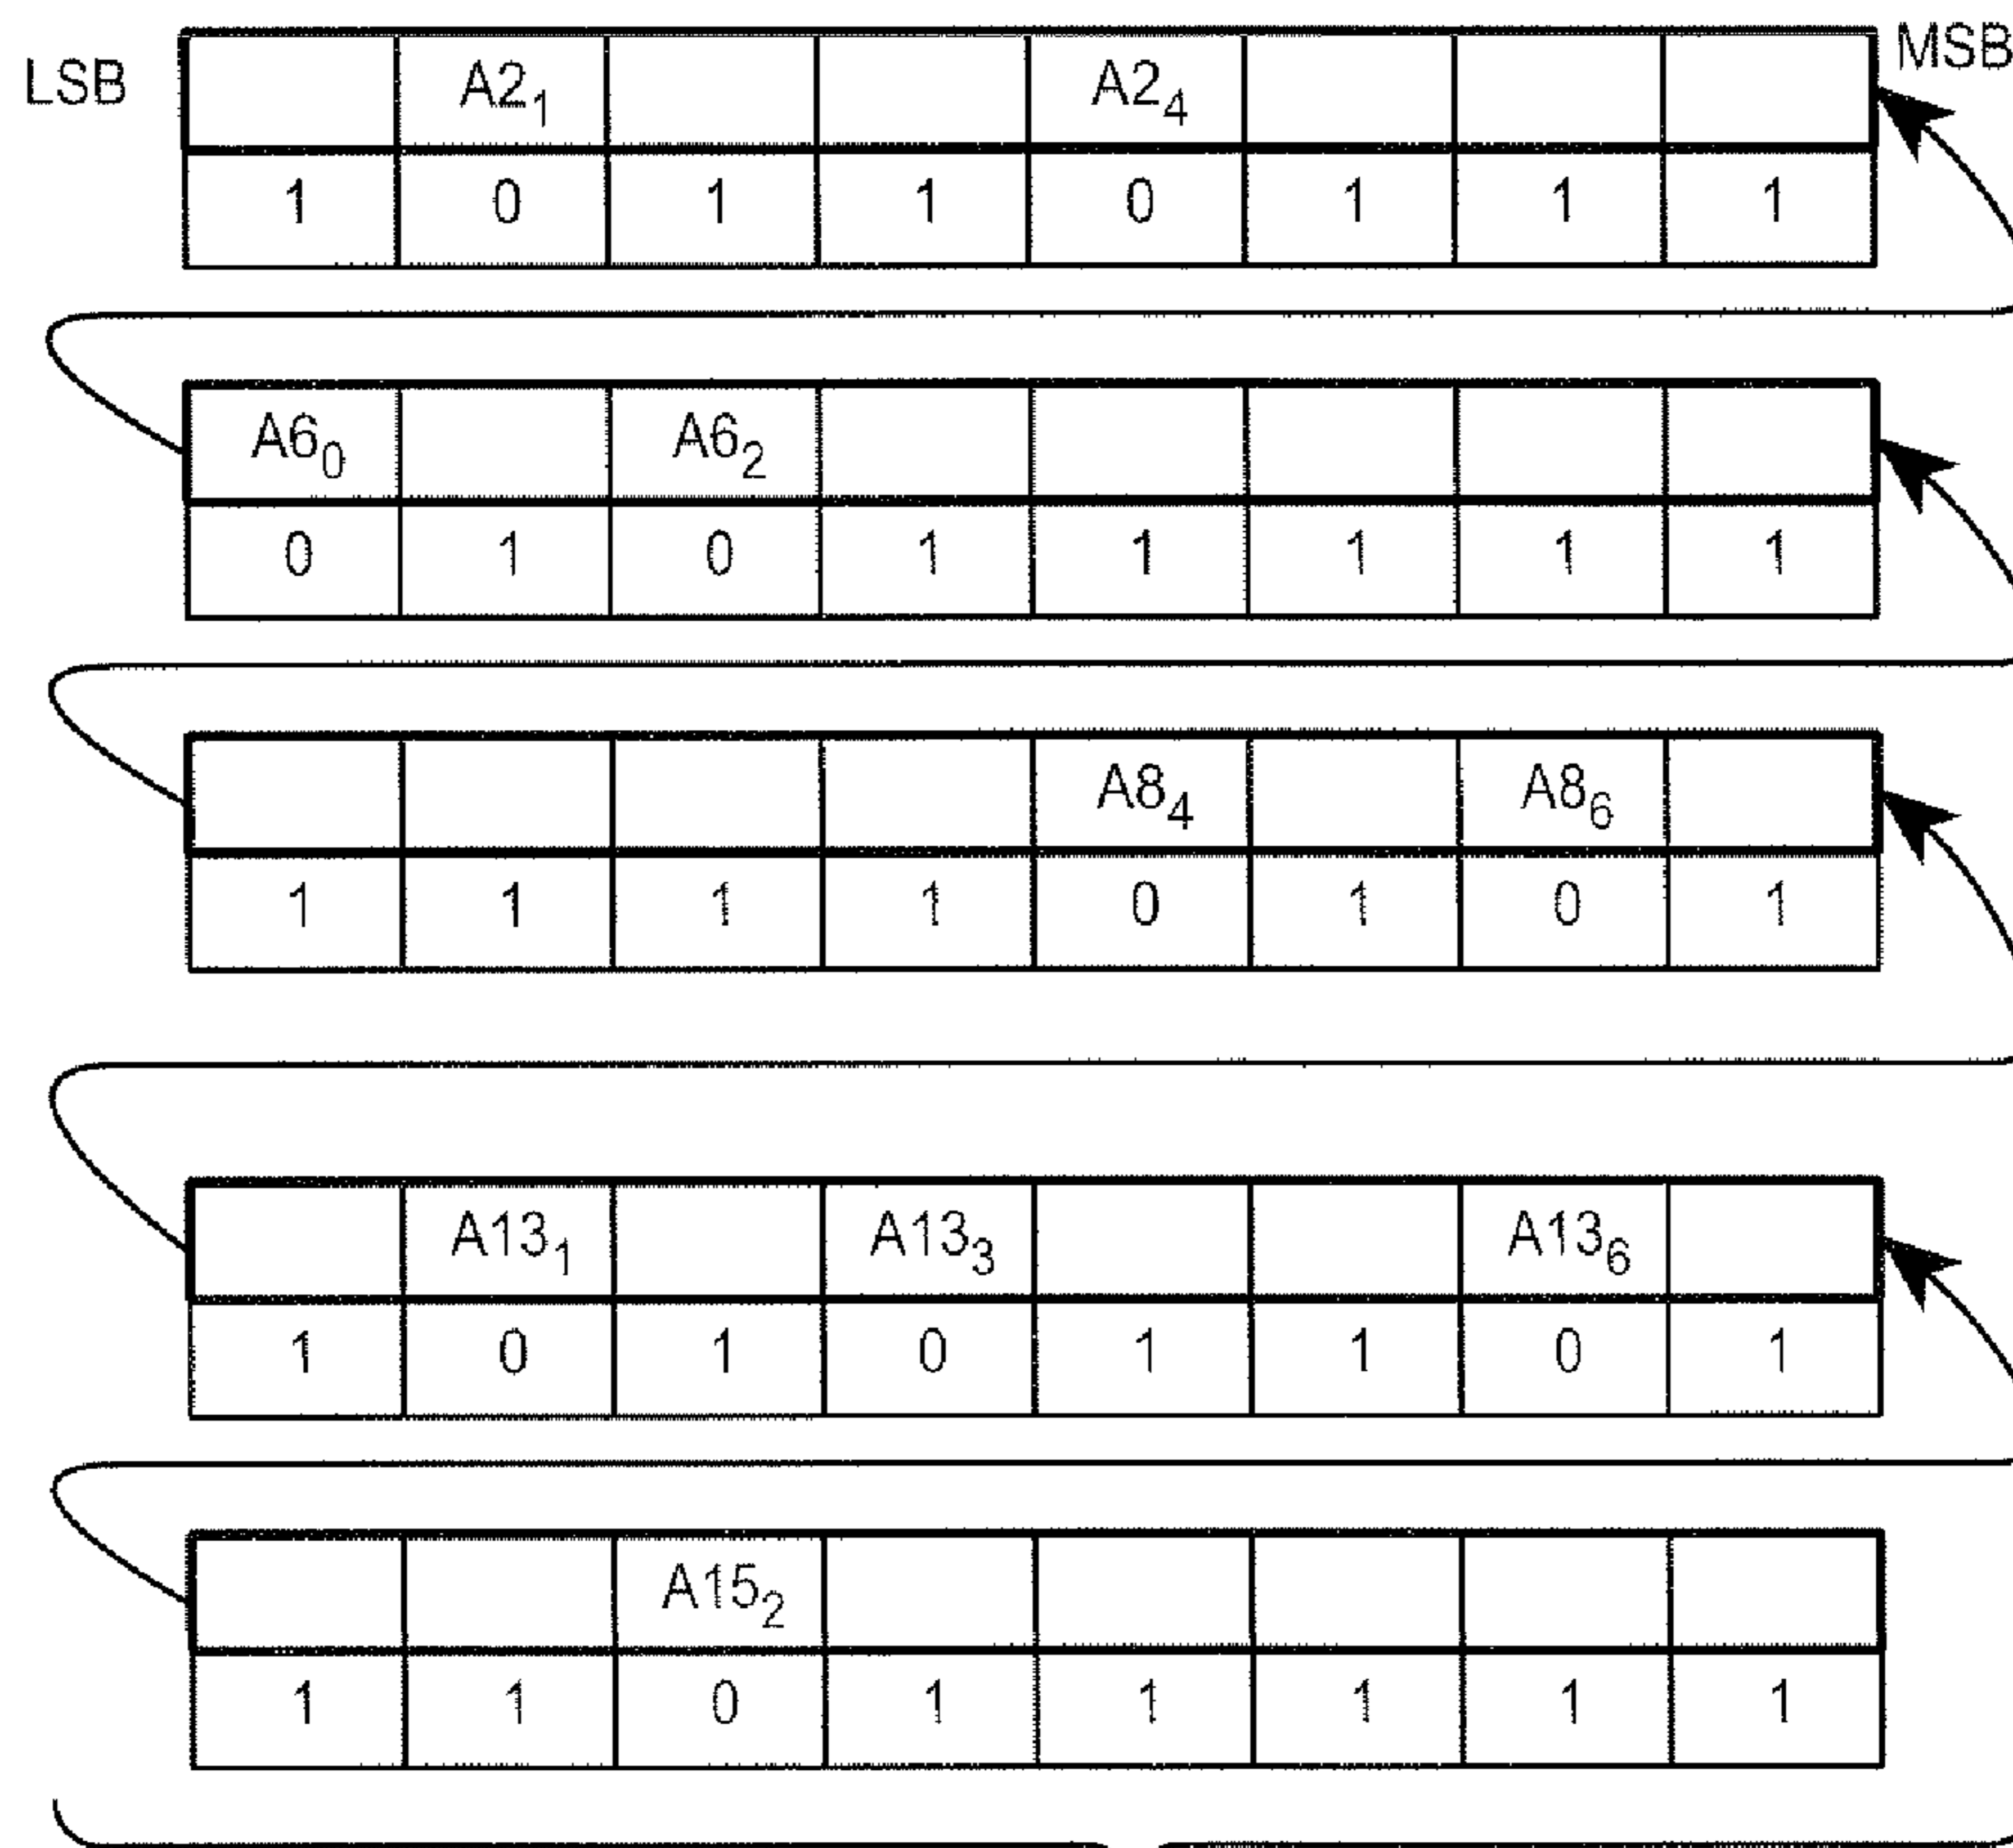 LSB A2₁ A2₄ MSB
1 0 1 1 0 1 1 1
A6₀ A6₂
0 1 0 1 1 1 1 1
A8₄ A8₆
1 1 1 1 0 1 0 1
A13₁ A13₃ A13₆
1 0 1 0 1 1 0 1
A15₂
1 1 0 1 1 1 1 1